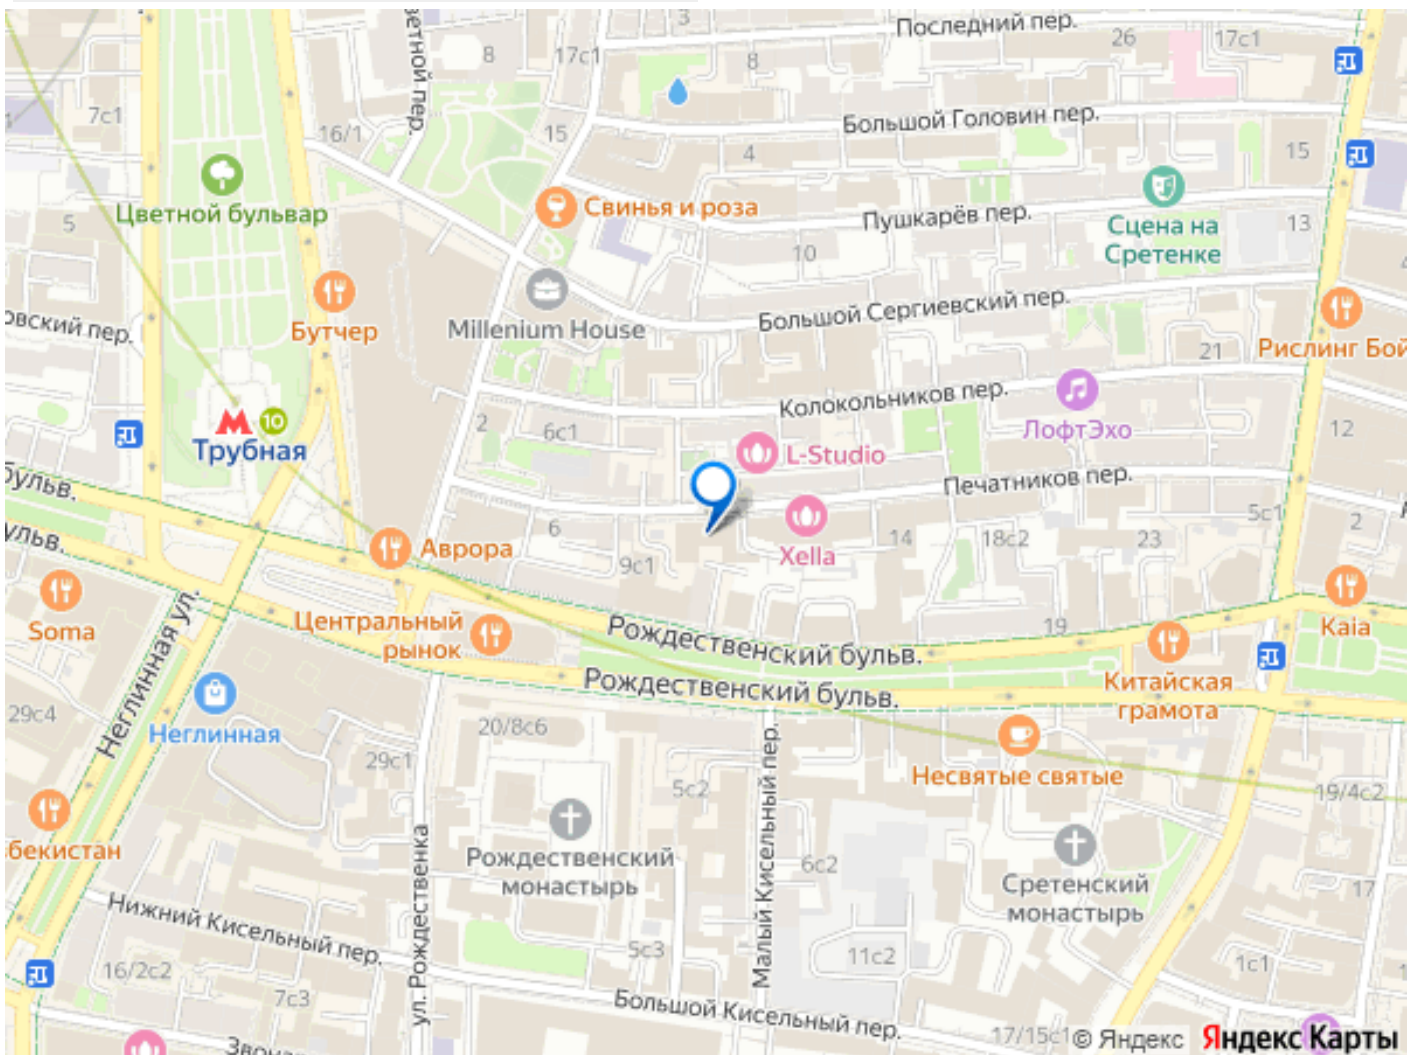 Последний пер.
3
26
17с1
8
17с1
8
7с1
Цветной бульвар
16/1
15
Большой Головин пер.
4
15
Свинья и роза
Пушкарёв пер.
Сцена на
Сретенке
13
5
10
Бутчер
Millenium House
Большой Сергиевский пер.
Рислинг Бой
21
Колокольников пер.
ЛофтЭхо
12
Трубная
10
2
6с1
L-Studio
Печатников пер.
5с1
2
Аврора
6
9с1
Xella
14
18с2
23
Soma
Неглинная ул.
Центральный
рынок
Рождественский бульв.
19
Kaia
Рождественский бульв.
Китайская
грамота
29с4
Неглинная
20/8с6
29с1
5с2
Несвятые святые
19/4с2
Рождественский
монастырь
6с2
Сретенский
монастырь
17
ул. Рождественка
Малый Кисельный пер.
Нижний Кисельный пер.
5с3
11с2
1с1
16/2с2
7с3
Большой Кисельный пер.
17/15с1
© Яндекс Яндекс Карты